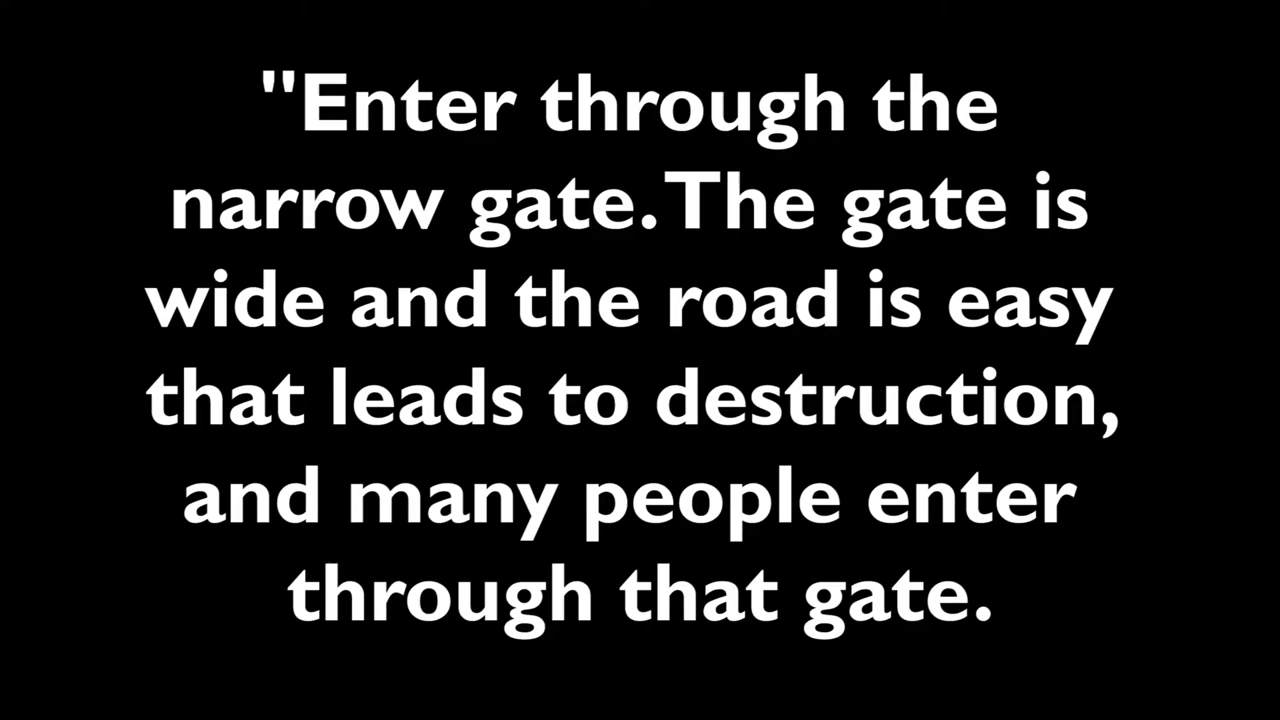 "Enter through the
narrow gate. The gate is
wide and the road is easy
that leads to destruction,
and many people enter
through that gate.